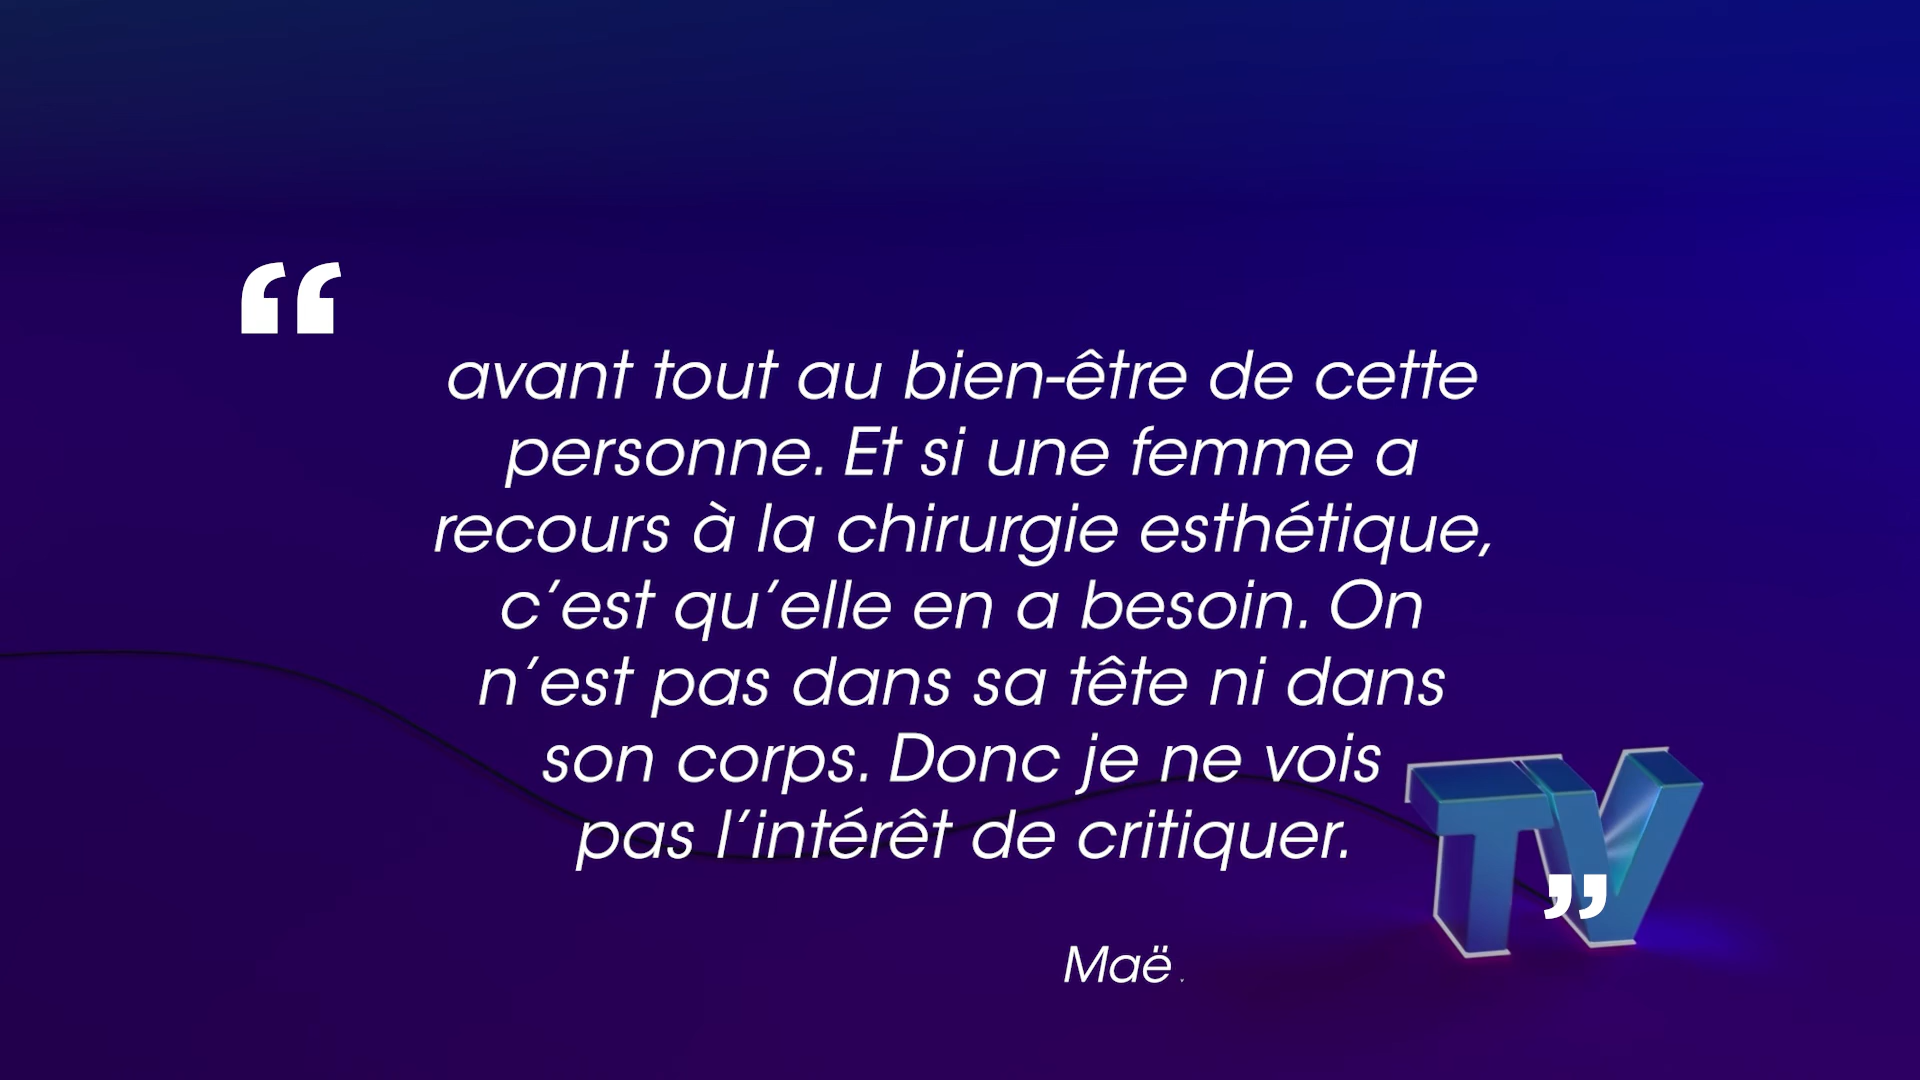 “
avant tout au bien-être de cette
personne. Et si une femme a
recours à la chirurgie esthétique,
c’est qu’elle en a besoin. On
n’est pas dans sa tête ni dans
son corps. Donc je ne vois
pas l’intérêt de critiquer.
TV
”
Maë